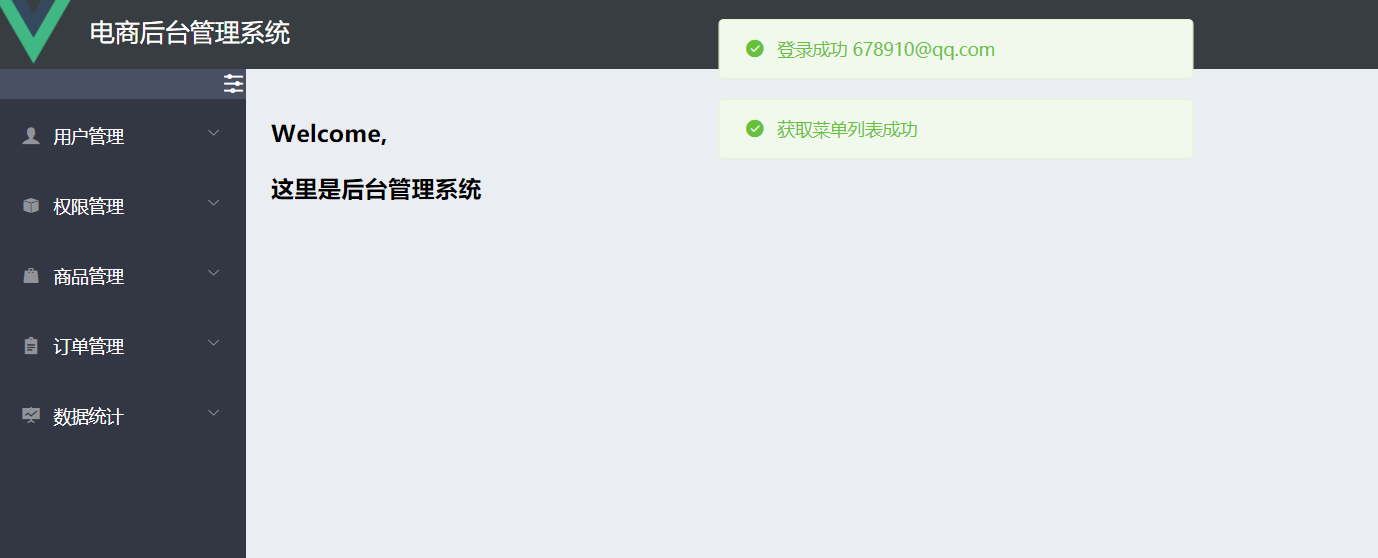 电商后台管理系统
登录成功 678910@qq.com
获取菜单列表成功
用户管理
权限管理
商品管理
订单管理
数据统计
Welcome,
这里是后台管理系统